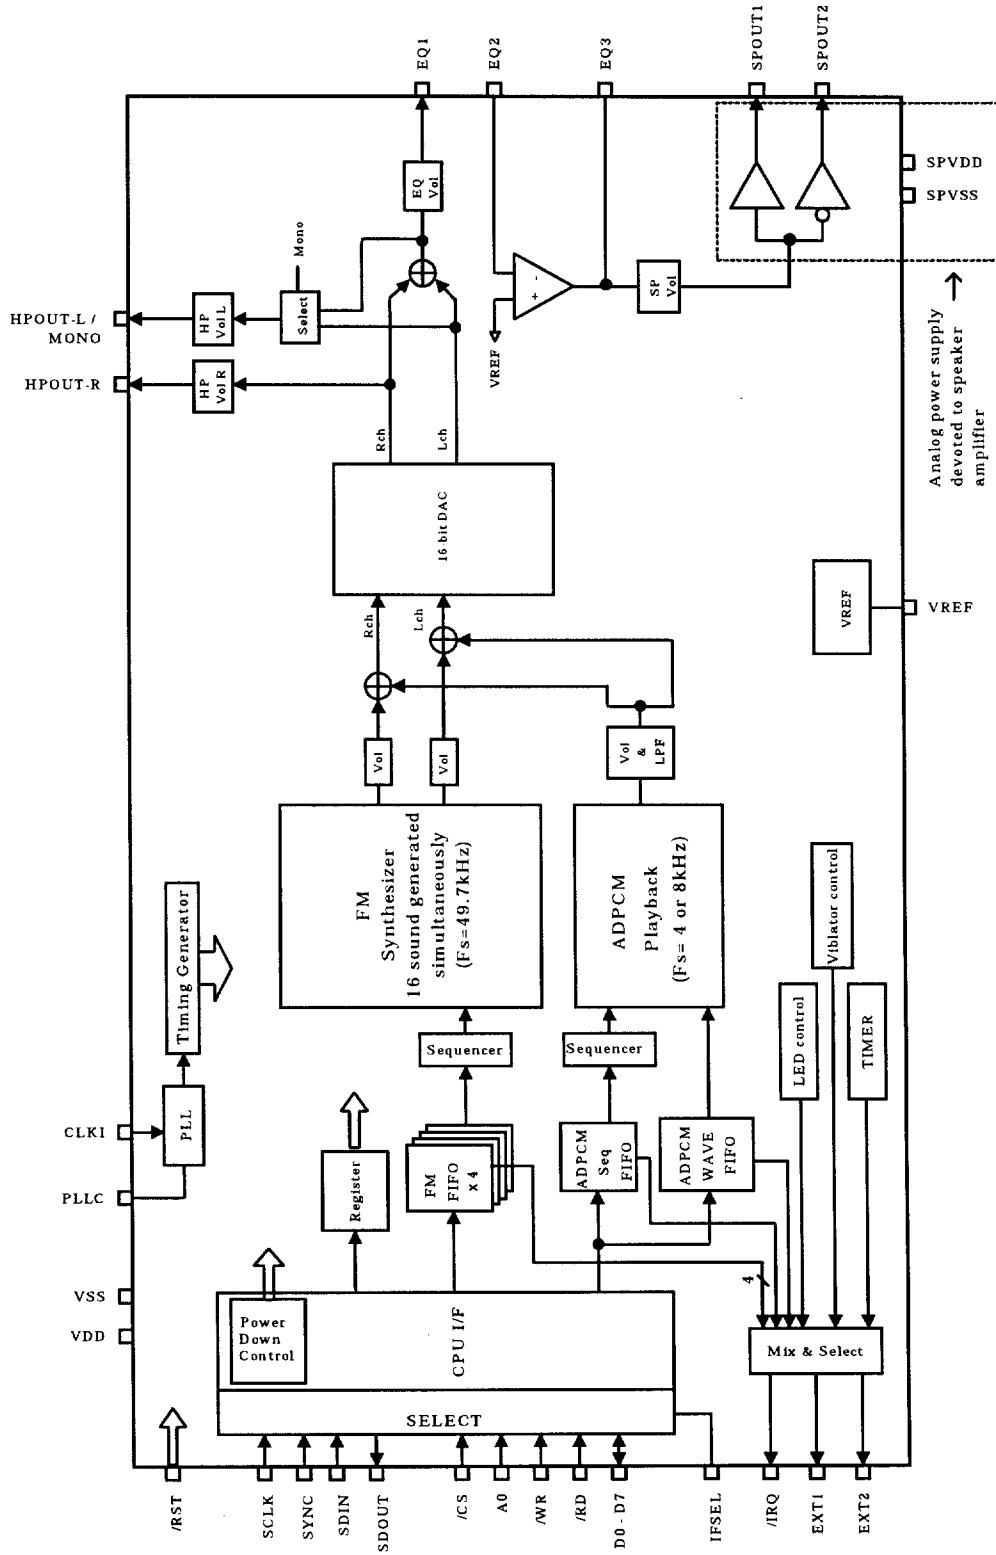 SPOUT1
SPOUT2
EQ1
EQ2
EQ3
SPVDD
SPVSS
EQ
Vol
Mono
Select
HP
Vol L
HPOUT-L /
MONO
HP
Vol R
HPOUT-R
-
+
VREF
SP
Vol
Analog power supply
devoted to speaker
amplifier
Rch
Lch
16-bit DAC
Rch
Lch
VREF
VREF
Vol
Vol
Vol
&
LPF
FM
Synthesizer
16 sound generated
simultaneously
(Fs=49.7kHz)
ADPCM
Playback
(Fs= 4 or 8kHz)
Timing Generator
PLL
CLKI
PLLC
VSS
VDD
Sequencer
Sequencer
Viblator control
LED control
TIMER
Register
FM
FIFO
x 4
ADPCM
Seq
FIFO
ADPCM
WAVE
FIFO
4
Power
Down
Control
CPU I/F
SELECT
Mix & Select
/RST
SCLK
SYNC
SDIN
SDOUT
/CS
A0
/WR
/RD
D0 - D7
IFSEL
/IRQ
EXT1
EXT2